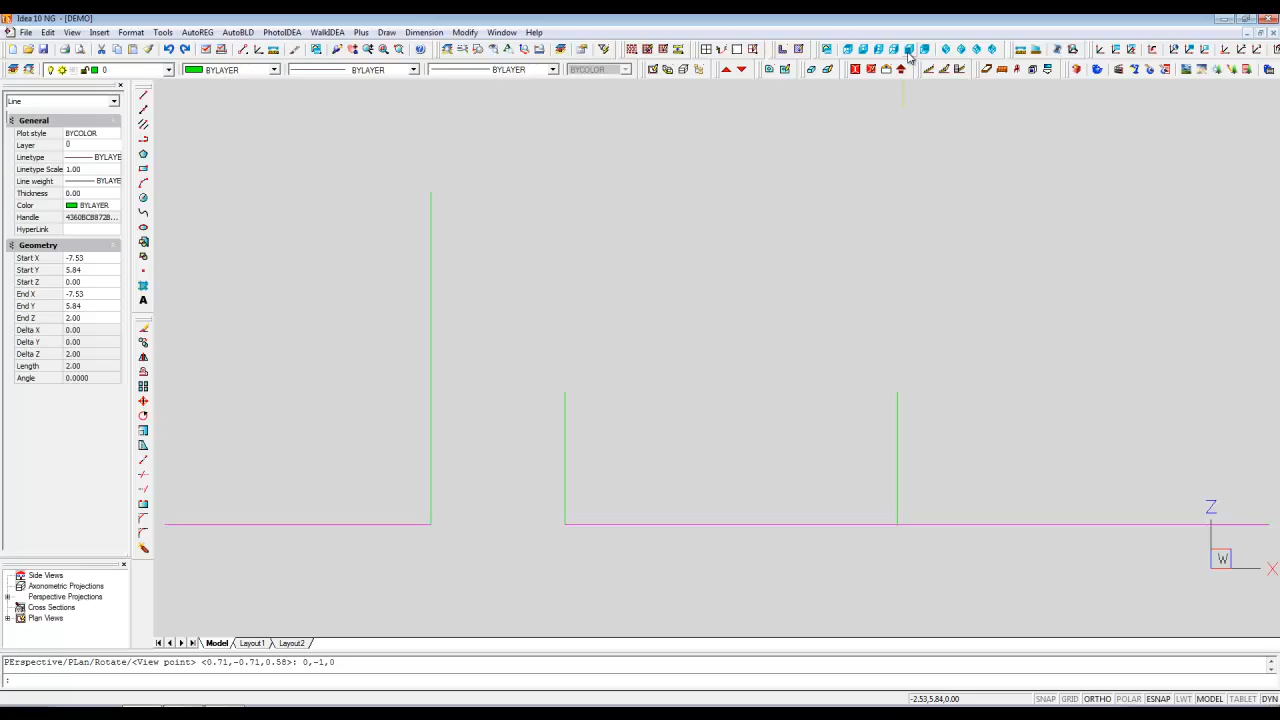 Idea 10 NG - [DEMO]
File Edit View Insert Format Tools AutoREG AutoBLD PhotoIDEA WalkIDEA Plus Draw Dimension Modify Window Help
0 BYLAYER BYLAYER BYLAYER BYCOLOR
Line
General
Plot style BYCOLOR
Layer 0
Linetype BYLAYE
Linetype Scale 1.00
Line weight BYLAYE
Thickness 0.00
Color BYLAYER
Handle 4360BCB872B...
HyperLink
Geometry
Start X -7.53
Start Y 5.84
Start Z 0.00
End X -7.53
End Y 5.84
End Z 2.00
Delta X 0.00
Delta Y 0.00
Delta Z 2.00
Length 2.00
Angle 0.0000
A
Z
W
X
Side Views
Axonometric Projections
Perspective Projections
Cross Sections
Plan Views
Model Layout1 Layout2
PErspective/PLan/Rotate/<View point> <0.71,-0.71,0.58>: 0,-1,0
:
-2.53,5.84,0.00 SNAP GRID ORTHO POLAR ESNAP LWT MODEL TABLET DYN